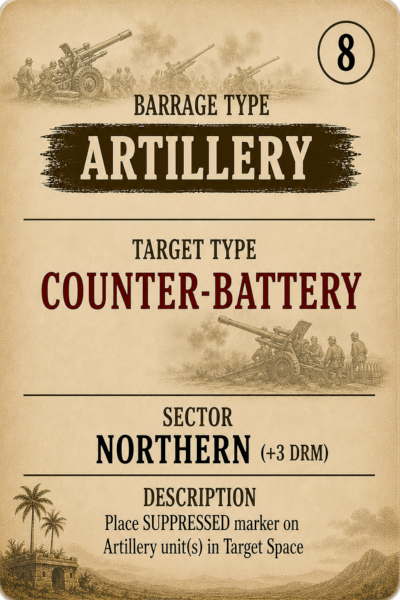 8
BARRAGE TYPE
ARTILLERY
TARGET TYPE
COUNTER-BATTERY
SECTOR
NORTHERN (+3 DRM)
DESCRIPTION
Place SUPPRESSED marker on
Artillery unit(s) in Target Space